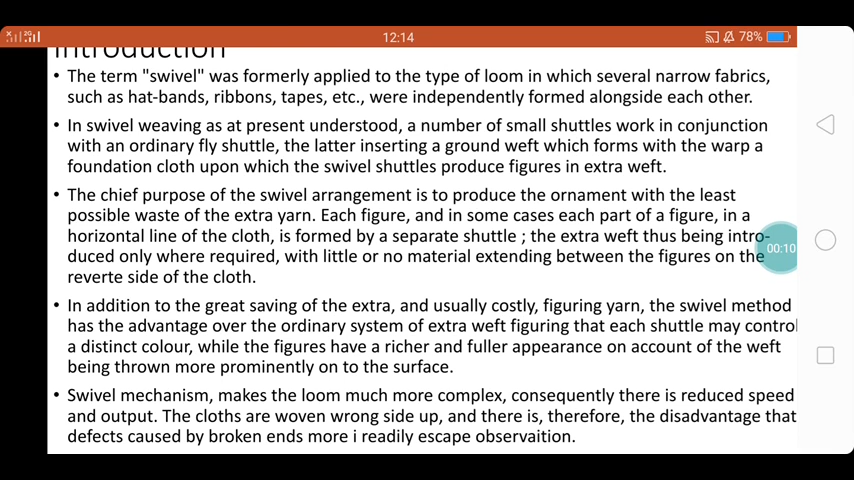 2G
12:14
78%
Introduction
• The term "swivel" was formerly applied to the type of loom in which several narrow fabrics,
such as hat-bands, ribbons, tapes, etc., were independently formed alongside each other.
• In swivel weaving as at present understood, a number of small shuttles work in conjunction
with an ordinary fly shuttle, the latter inserting a ground weft which forms with the warp a
foundation cloth upon which the swivel shuttles produce figures in extra weft.
• The chief purpose of the swivel arrangement is to produce the ornament with the least
possible waste of the extra yarn. Each figure, and in some cases each part of a figure, in a
horizontal line of the cloth, is formed by a separate shuttle ; the extra weft thus being intro-
00:10
duced only where required, with little or no material extending between the figures on the
reverte side of the cloth.
• In addition to the great saving of the extra, and usually costly, figuring yarn, the swivel method
has the advantage over the ordinary system of extra weft figuring that each shuttle may control
a distinct colour, while the figures have a richer and fuller appearance on account of the weft
being thrown more prominently on to the surface.
• Swivel mechanism, makes the loom much more complex, consequently there is reduced speed
and output. The cloths are woven wrong side up, and there is, therefore, the disadvantage that
defects caused by broken ends more i readily escape observaition.